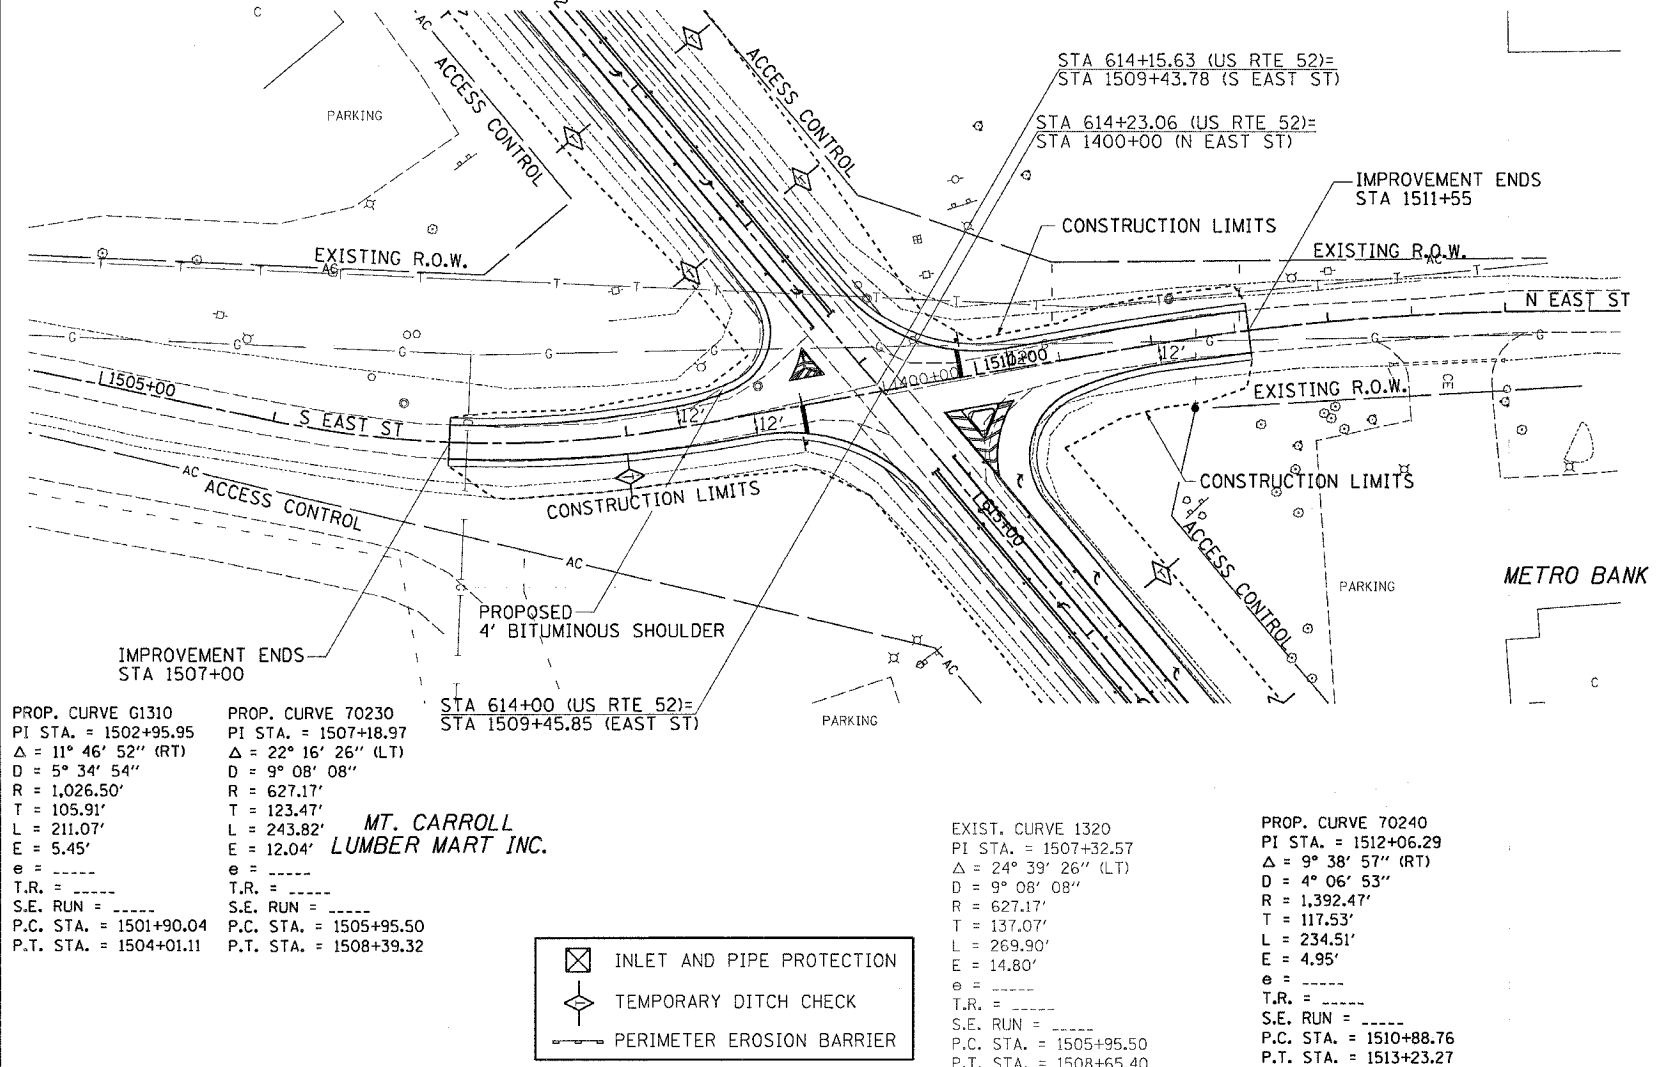 C
AC
ACCESS CONTROL
ACCESS CONTROL
PARKING
STA 614+15.63 (US RTE 52)=
STA 1509+43.78 (S EAST ST)
STA 614+23.06 (US RTE 52)=
STA 1400+00 (N EAST ST)
IMPROVEMENT ENDS
STA 1511+55
CONSTRUCTION LIMITS
EXISTING R.O.W.
AC
EXISTING R.O.W.
AC
T T T T T T T T T T T
N EAST ST
G G G G G G G G G
1505+00
S EAST ST
12'
12'
1400+00
12'
EXISTING R.O.W.
CE
CONSTRUCTION LIMITS
AC
ACCESS CONTROL
CONSTRUCTION LIMITS
615+00
AC
ACCESS CONTROL
PARKING
METRO BANK
PROPOSED
4' BITUMINOUS SHOULDER
IMPROVEMENT ENDS
STA 1507+00
AC
C
STA 614+00 (US RTE 52)=
STA 1509+45.85 (EAST ST)
PARKING
PROP. CURVE G1310
PI STA. = 1502+95.95
Δ = 11° 46' 52'' (RT)
D = 5° 34' 54''
R = 1,026.50'
T = 105.91'
L = 211.07'
E = 5.45'
e = _____
T.R. = _____
S.E. RUN = _____
P.C. STA. = 1501+90.04
P.T. STA. = 1504+01.11
PROP. CURVE 70230
PI STA. = 1507+18.97
Δ = 22° 16' 26'' (LT)
D = 9° 08' 08''
R = 627.17'
T = 123.47'
L = 243.82'
E = 12.04'
e = _____
T.R. = _____
S.E. RUN = _____
P.C. STA. = 1505+95.50
P.T. STA. = 1508+39.32
MT. CARROLL
LUMBER MART INC.
INLET AND PIPE PROTECTION
TEMPORARY DITCH CHECK
PERIMETER EROSION BARRIER
EXIST. CURVE 1320
PI STA. = 1507+32.57
Δ = 24° 39' 26'' (LT)
D = 9° 08' 08''
R = 627.17'
T = 137.07'
L = 269.90'
E = 14.80'
e = _____
T.R. = _____
S.E. RUN = _____
P.C. STA. = 1505+95.50
P.T. STA. = 1508+65.40
PROP. CURVE 70240
PI STA. = 1512+06.29
Δ = 9° 38' 57'' (RT)
D = 4° 06' 53''
R = 1,392.47'
T = 117.53'
L = 234.51'
E = 4.95'
e = _____
T.R. = _____
S.E. RUN = _____
P.C. STA. = 1510+88.76
P.T. STA. = 1513+23.27